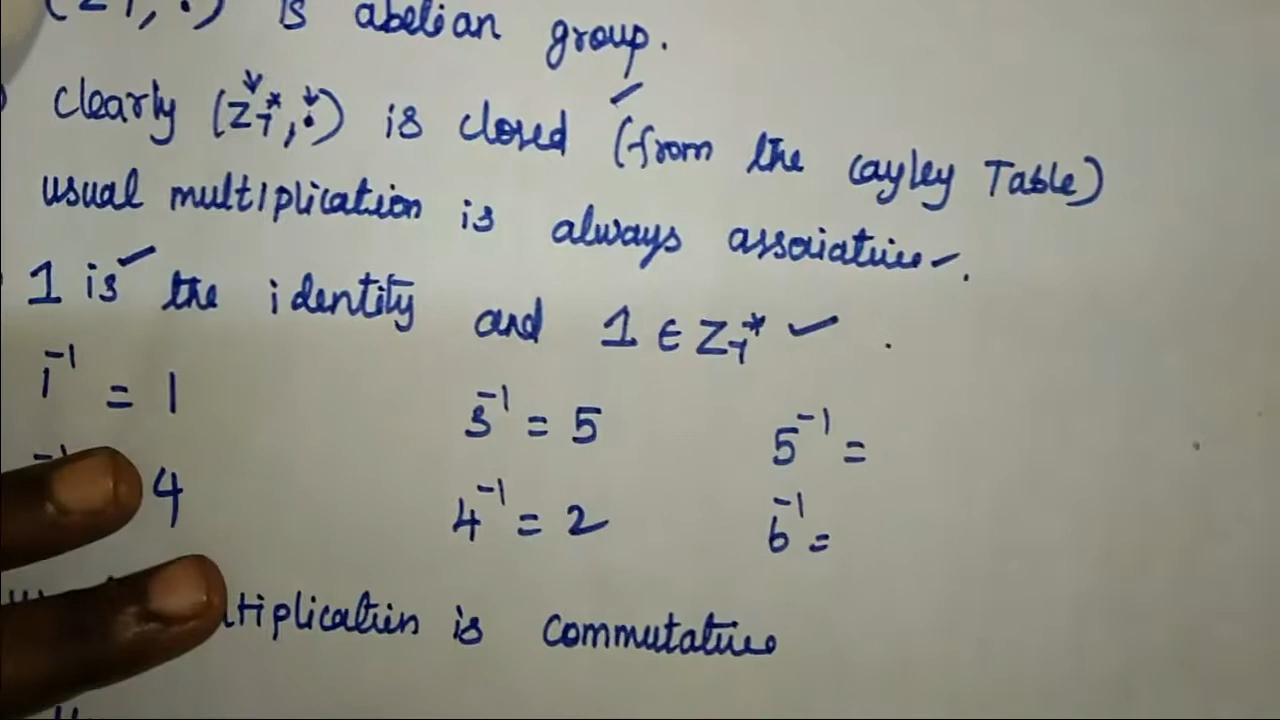 is abelian group.
clearly (Z₇*, ·) is closed (from the Cayley Table)
usual multiplication is always associative.
1 is the identity and 1 ∈ Z₇*
1⁻¹ = 1 3⁻¹ = 5 5⁻¹ =
4 4⁻¹ = 2 6⁻¹ =
is commutative